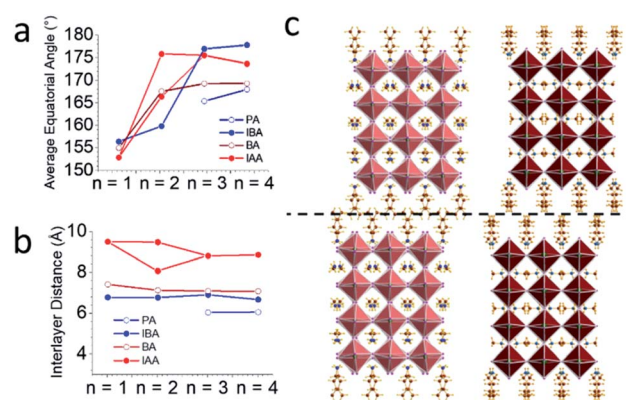 a
Average Equatorial Angle (°)
180
175
170
165
160
155
150
n = 1 n = 2 n = 3 n = 4
PA
IBA
BA
IAA
b
Interlayer Distance (Å)
10
8
6
4
n = 1 n = 2 n = 3 n = 4
PA
IBA
BA
IAA
c